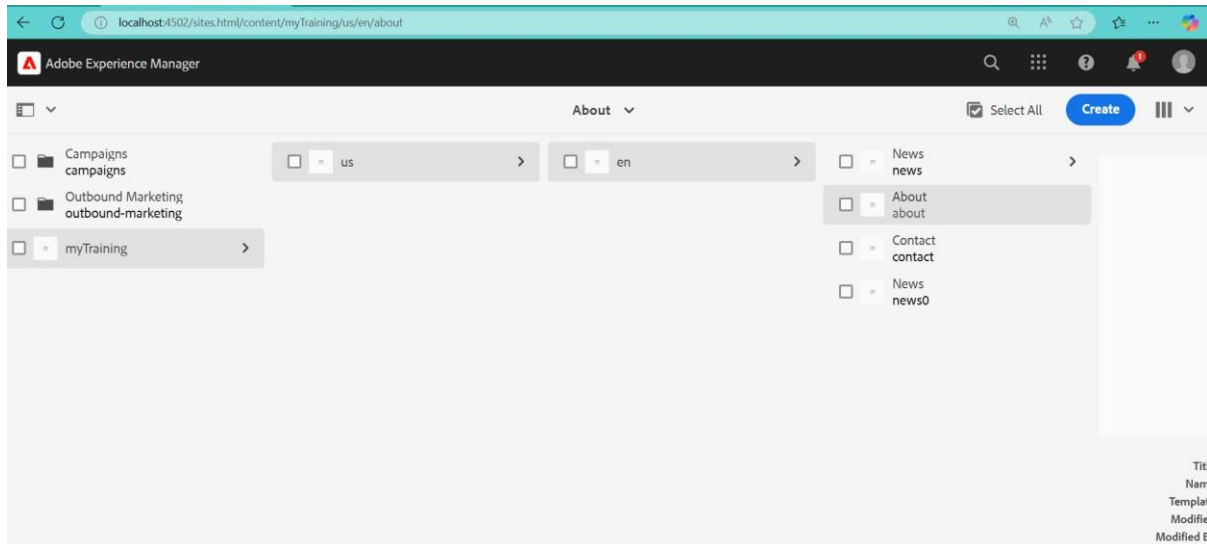 localhost:4502/sites.html/content/myTraining/us/en/about
Adobe Experience Manager
1
About
Select All
Create
Campaigns
campaigns
Outbound Marketing
outbound-marketing
myTraining
us
en
News
news
About
about
Contact
contact
News
news0
Tit
Nam
Templat
Modifie
Modified B